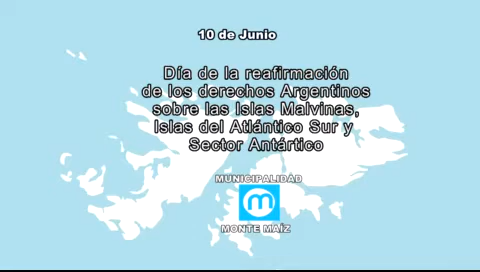 10 de Junio
Día de la reafirmación
de los derechos Argentinos
sobre las Islas Malvinas,
Islas del Atlántico Sur y
Sector Antártico
MUNICIPALIDAD
m
MONTE MAÍZ